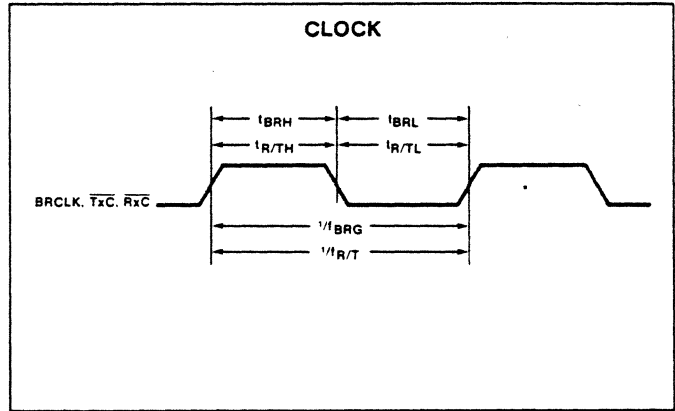 CLOCK
tBRH tBRL
tR/TH tR/TL
BRCLK, TxC, RxC
1/fBRG
1/fR/T